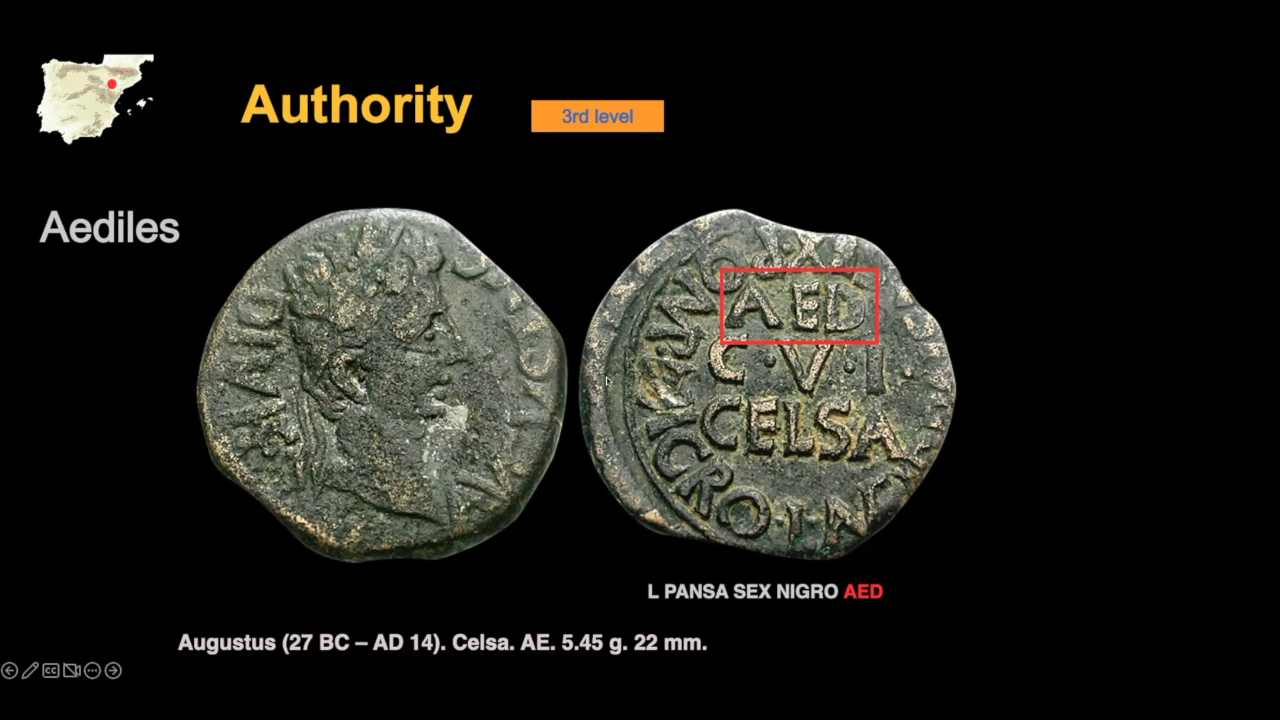 Authority
3rd level
Aediles
AED
C · V · I
CELSA
L PANSA SEX NIGRO AED
Augustus (27 BC – AD 14). Celsa. AE. 5.45 g. 22 mm.